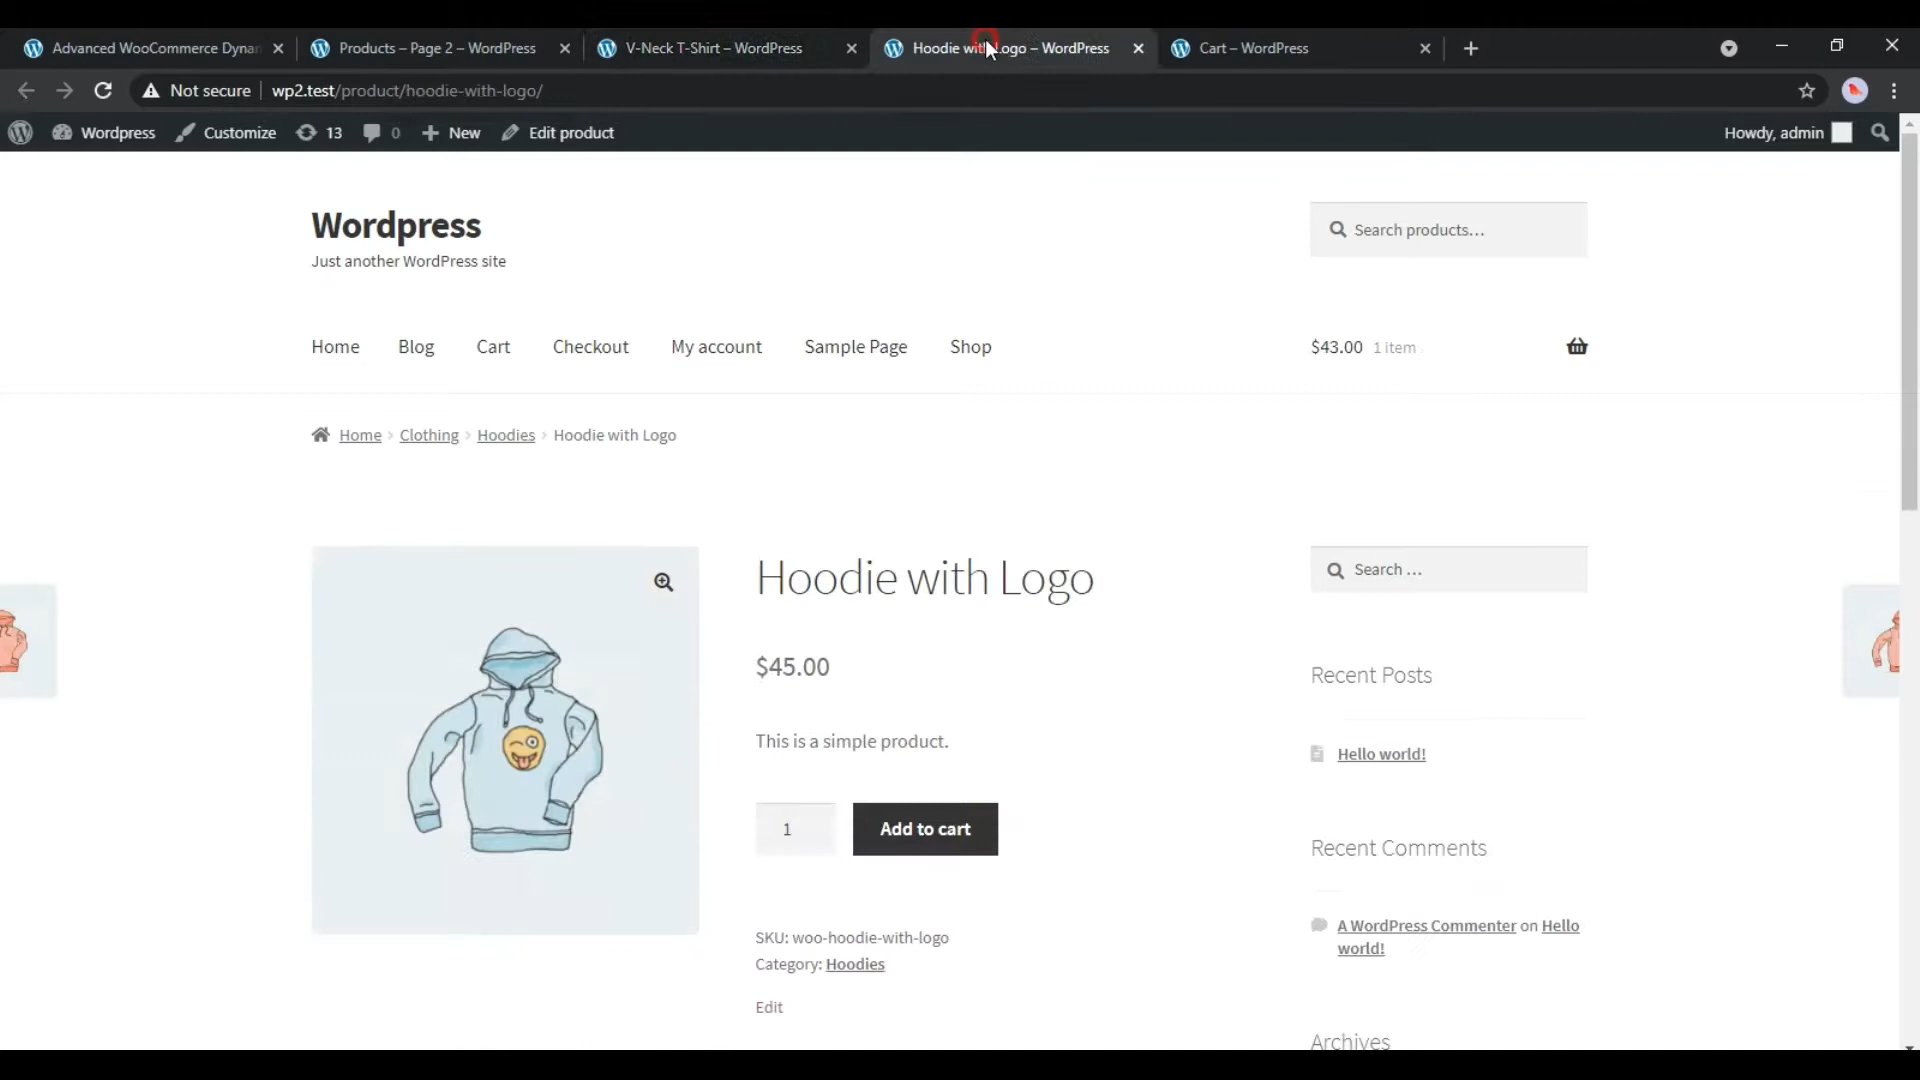 Advanced WooCommerce Dynar
Products – Page 2 – WordPress
V-Neck T-Shirt – WordPress
Hoodie with Logo – WordPress
Cart – WordPress
Not secure
wp2.test/product/hoodie-with-logo/
Wordpress
Customize
13
0
New
Edit product
Howdy, admin
Wordpress
Just another WordPress site
Search products…
Home
Blog
Cart
Checkout
My account
Sample Page
Shop
$43.00 1 item
Home › Clothing › Hoodies › Hoodie with Logo
Hoodie with Logo
$45.00
This is a simple product.
1
Add to cart
SKU: woo-hoodie-with-logo
Category: Hoodies
Edit
Search …
Recent Posts
Hello world!
Recent Comments
A WordPress Commenter on Hello
world!
Archives